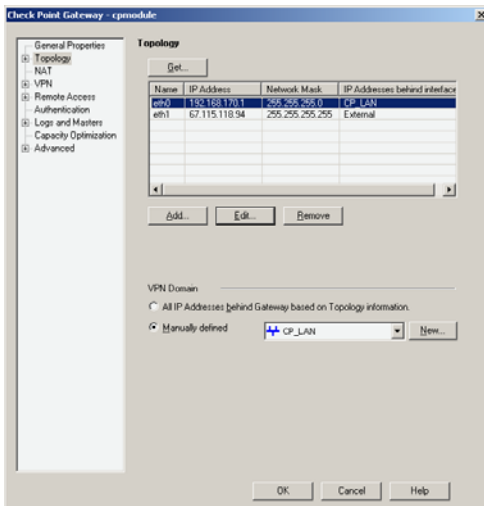 Check Point Gateway - cpmodule
General Properties
Topology
NAT
VPN
Remote Access
Authentication
Logs and Masters
Capacity Optimization
Advanced
Topology
Get...
Name IP Address Network Mask IP Addresses behind interface
eth0 192.168.170.1 255.255.255.0 CP_LAN
eth1 67.115.118.94 255.255.255.255 External
Add... Edit... Remove
VPN Domain
All IP Addresses behind Gateway based on Topology information.
Manually defined CP_LAN New...
OK Cancel Help